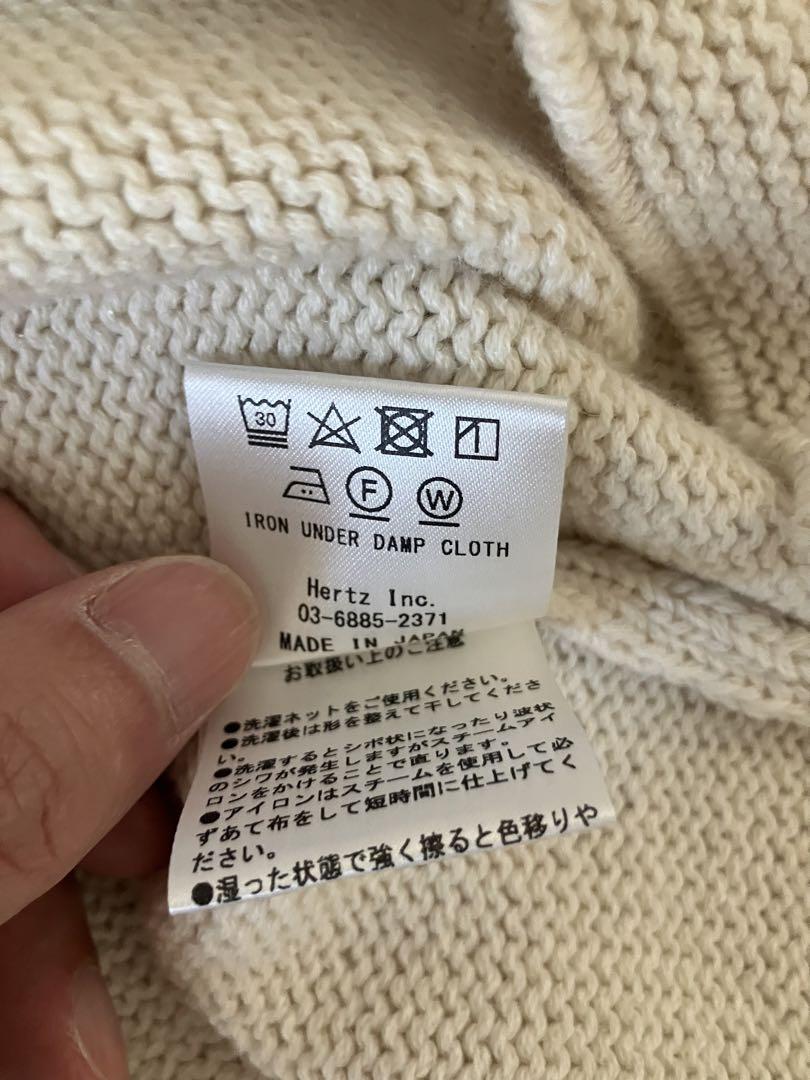 30
F W
IRON UNDER DAMP CLOTH
Hertz Inc.
03-6885-2371
MADE IN JAPAN
お取扱い上のご注意
●洗濯ネットをご使用ください。
●洗濯後は形を整えて干してくださ
い。
●洗濯するとシボ状になったり波状
のシワが発生しますがスチームアイ
ロンをかけることで直ります。
●アイロンはスチームを使用して必
ずあて布をして短時間に仕上げてく
ださい。
●湿った状態で強く擦ると色移りや